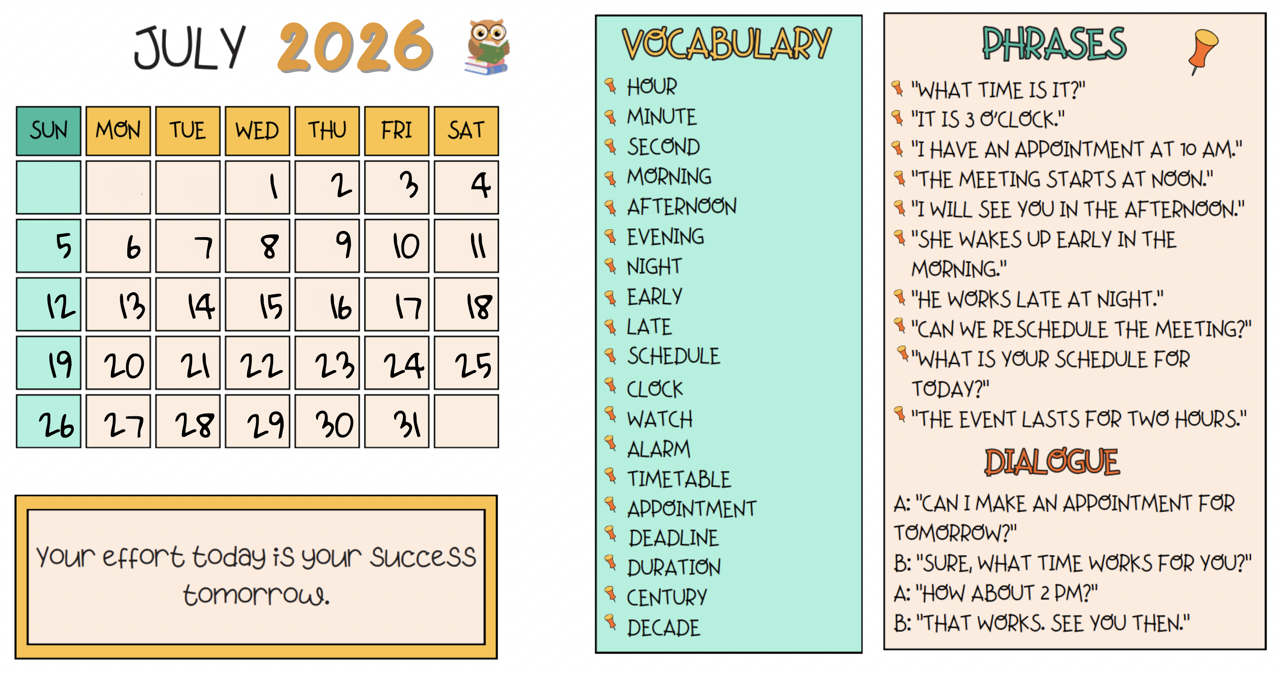 JULY 2026
SUN MON TUE WED THU FRI SAT
1 2 3 4
5 6 7 8 9 10 11
12 13 14 15 16 17 18
19 20 21 22 23 24 25
26 27 28 29 30 31
Your effort today is your success
tomorrow.
VOCABULARY
HOUR
MINUTE
SECOND
MORNING
AFTERNOON
EVENING
NIGHT
EARLY
LATE
SCHEDULE
CLOCK
WATCH
ALARM
TIMETABLE
APPOINTMENT
DEADLINE
DURATION
CENTURY
DECADE
PHRASES
"WHAT TIME IS IT?"
"IT IS 3 O'CLOCK."
"I HAVE AN APPOINTMENT AT 10 AM."
"THE MEETING STARTS AT NOON."
"I WILL SEE YOU IN THE AFTERNOON."
"SHE WAKES UP EARLY IN THE
MORNING."
"HE WORKS LATE AT NIGHT."
"CAN WE RESCHEDULE THE MEETING?"
"WHAT IS YOUR SCHEDULE FOR
TODAY?"
"THE EVENT LASTS FOR TWO HOURS."
DIALOGUE
A: "CAN I MAKE AN APPOINTMENT FOR
TOMORROW?"
B: "SURE, WHAT TIME WORKS FOR YOU?"
A: "HOW ABOUT 2 PM?"
B: "THAT WORKS. SEE YOU THEN."